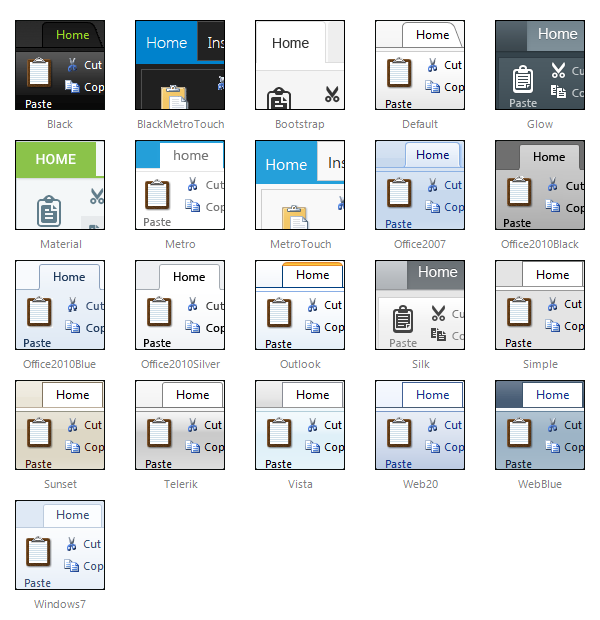 Home
Cut
Cop
Paste
Black
Home Ins
BlackMetroTouch
Home
Bootstrap
Home
Cut
Cop
Paste
Default
Home
Cu
Co
Paste
Glow
HOME
Material
home
Cut
Cop
Paste
Metro
Home Ins
MetroTouch
Home
Cut
Cop
Paste
Office2007
Home
Cut
Cop
Paste
Office2010Black
Home
Cut
Cop
Paste
Office2010Blue
Home
Cut
Cop
Paste
Office2010Silver
Home
Cut
Cop
Paste
Outlook
Home
Cu
Co
Paste
Silk
Home
Cut
Cop
Paste
Simple
Home
Cut
Cop
Paste
Sunset
Home
Cut
Cop
Paste
Telerik
Home
Cut
Cop
Paste
Vista
Home
Cut
Cop
Paste
Web20
Home
Cut
Cop
Paste
WebBlue
Home
Cut
Cop
Paste
Windows7